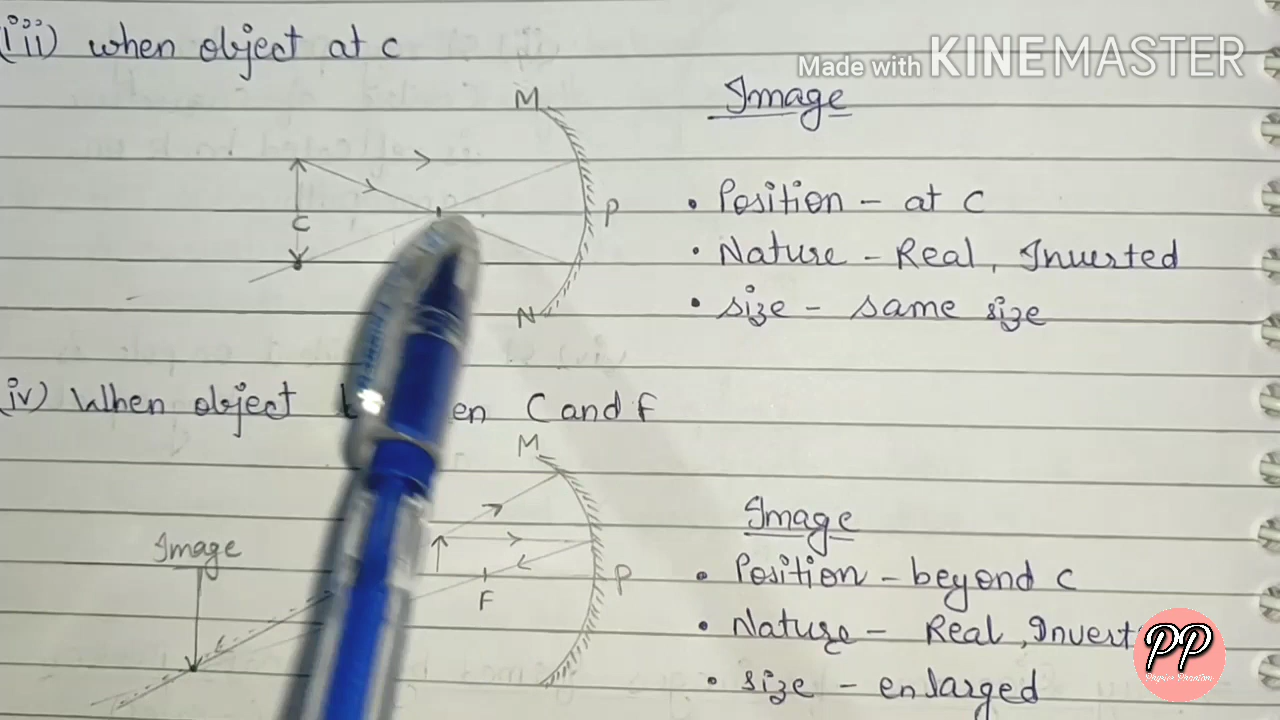 (iii) when object at c
Made with KINEMASTER
M
Image
C
P
• Position - at C
• Nature - Real, Inverted
• size - same size
N
(iv) When object en C and F
M
Image
Image
F
P
• Position - beyond C
• Nature - Real, Invert
• size - enlarged
PP